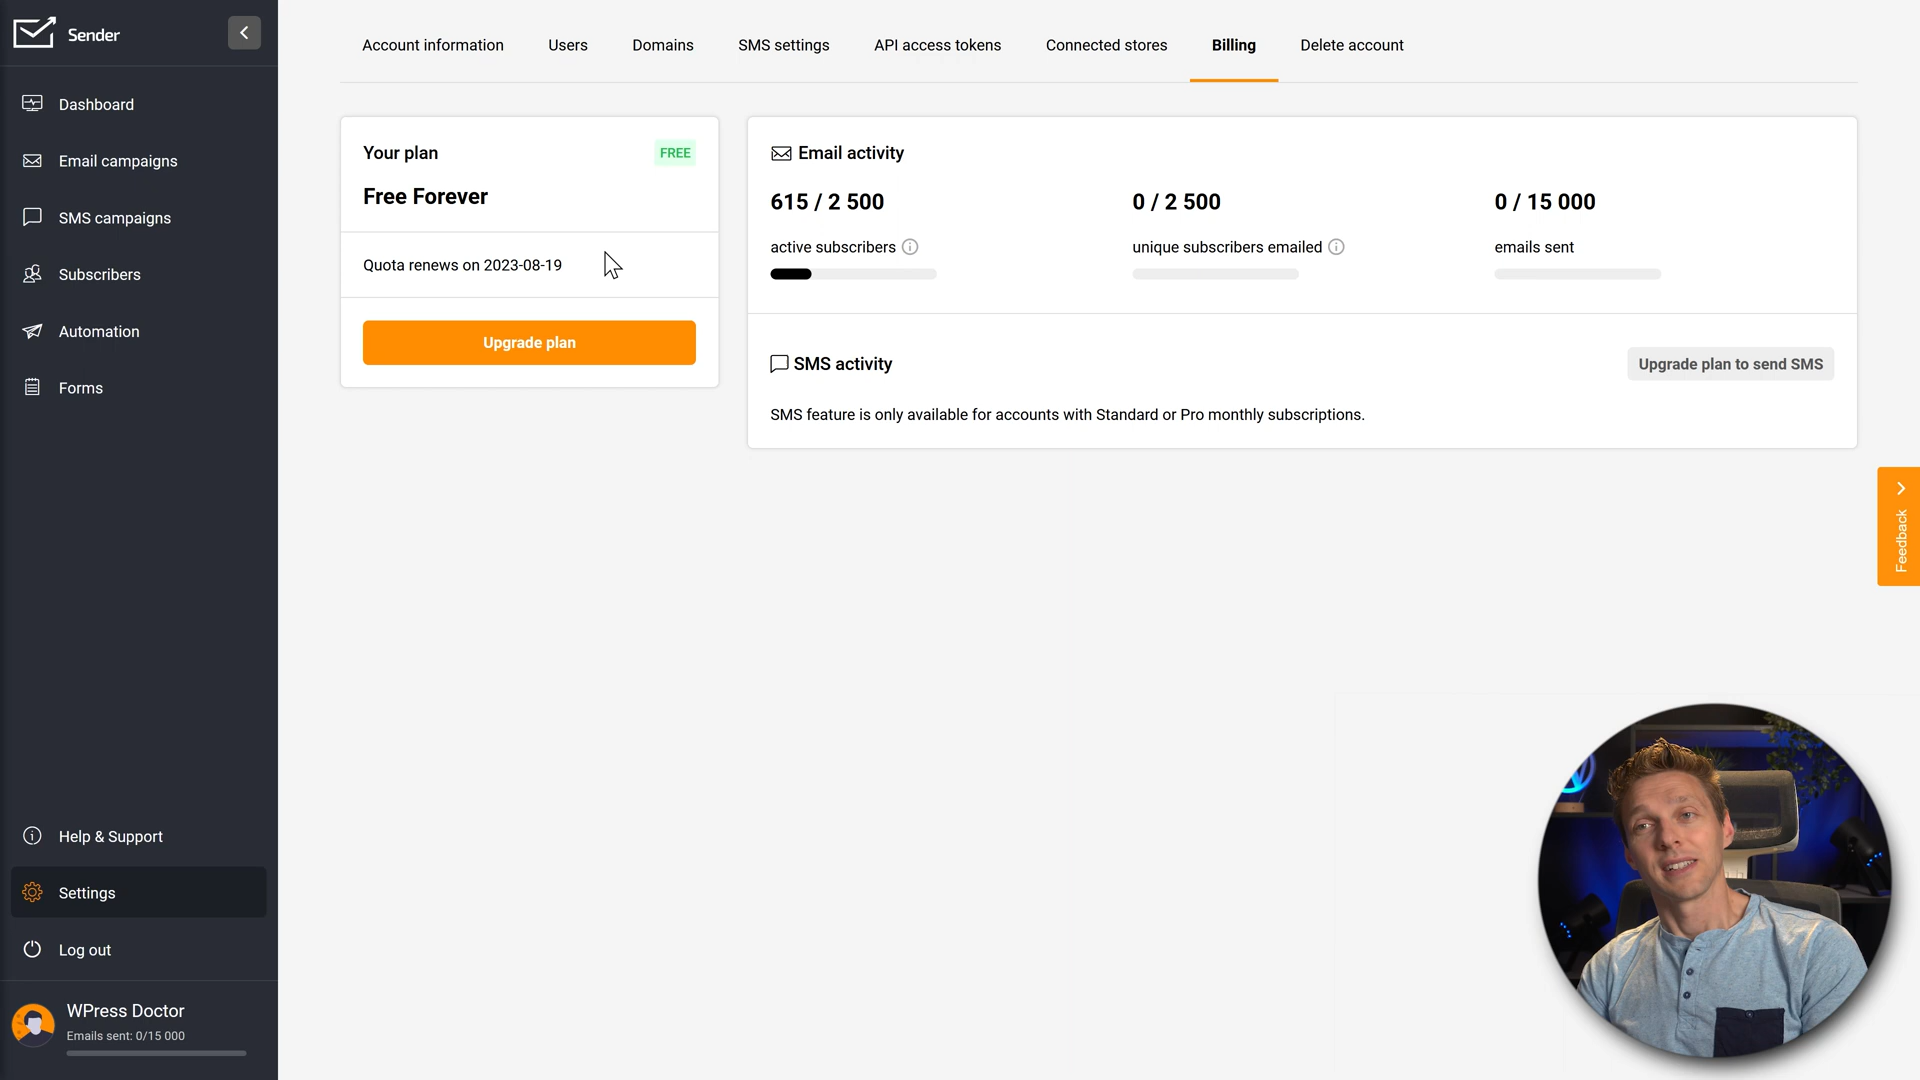 Sender
Dashboard
Email campaigns
SMS campaigns
Subscribers
Automation
Forms
Help & Support
Settings
Log out
WPress Doctor
Emails sent: 0/15 000
Account information
Users
Domains
SMS settings
API access tokens
Connected stores
Billing
Delete account
Your plan
FREE
Free Forever
Quota renews on 2023-08-19
Upgrade plan
Email activity
615 / 2 500
active subscribers
0 / 2 500
unique subscribers emailed
0 / 15 000
emails sent
SMS activity
Upgrade plan to send SMS
SMS feature is only available for accounts with Standard or Pro monthly subscriptions.
Feedback